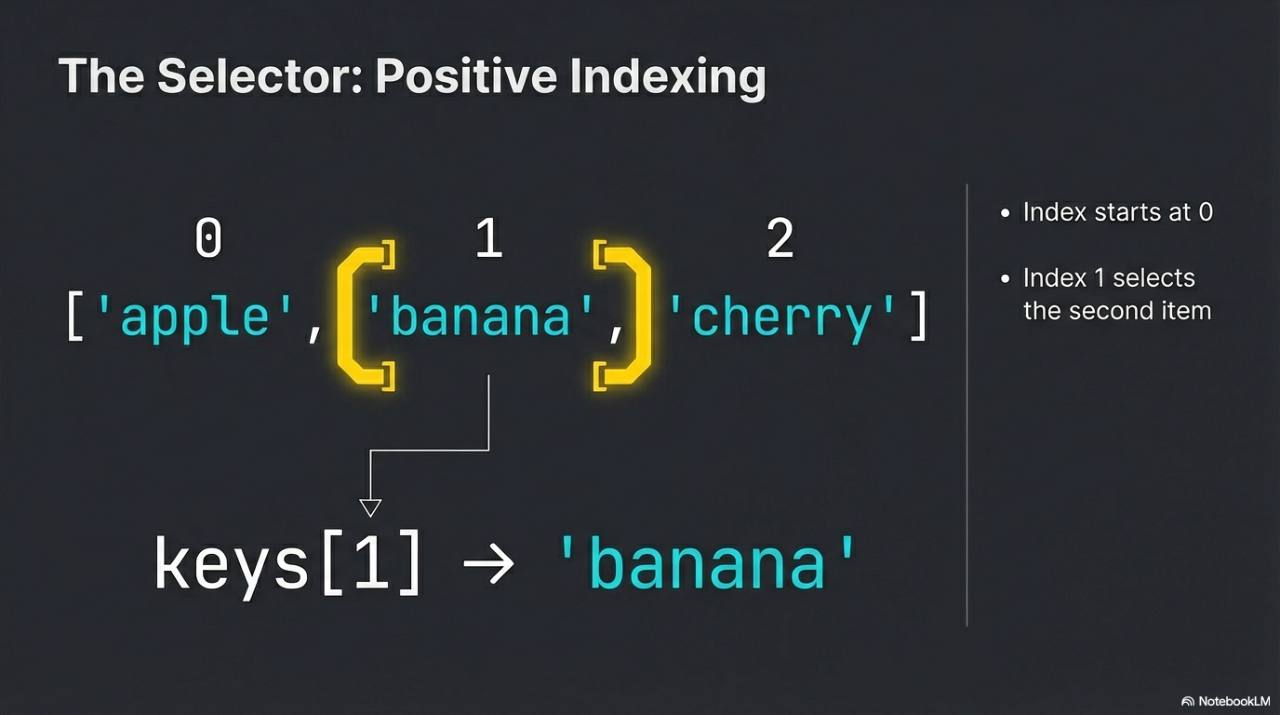 The Selector: Positive Indexing
0 1 2
['apple', 'banana', 'cherry']
keys[1] → 'banana'
• Index starts at 0
• Index 1 selects
the second item
NotebookLM